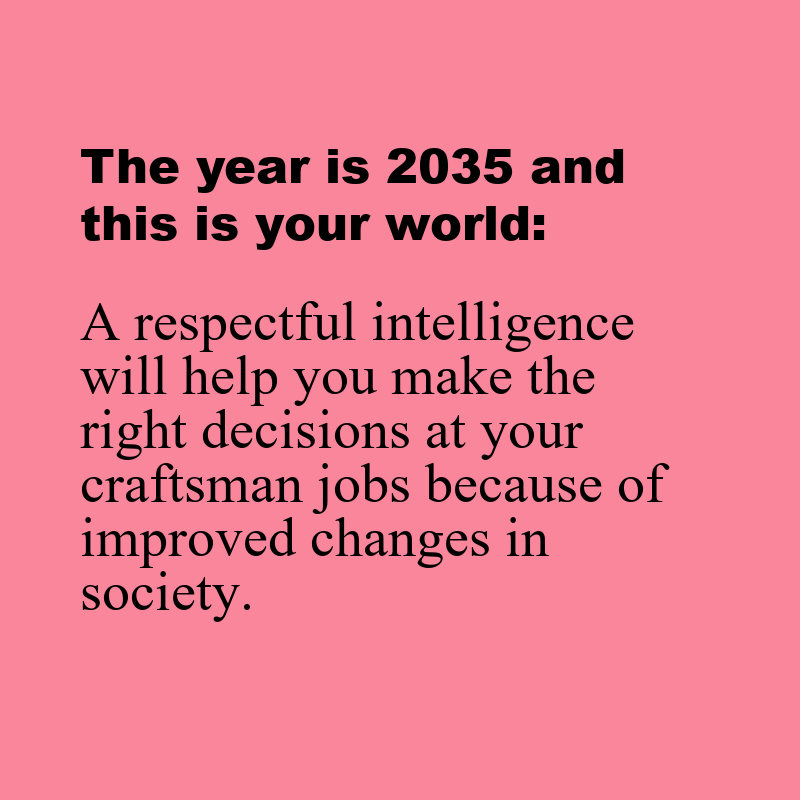 The year is 2035 and
this is your world:
A respectful intelligence
will help you make the
right decisions at your
craftsman jobs because of
improved changes in
society.